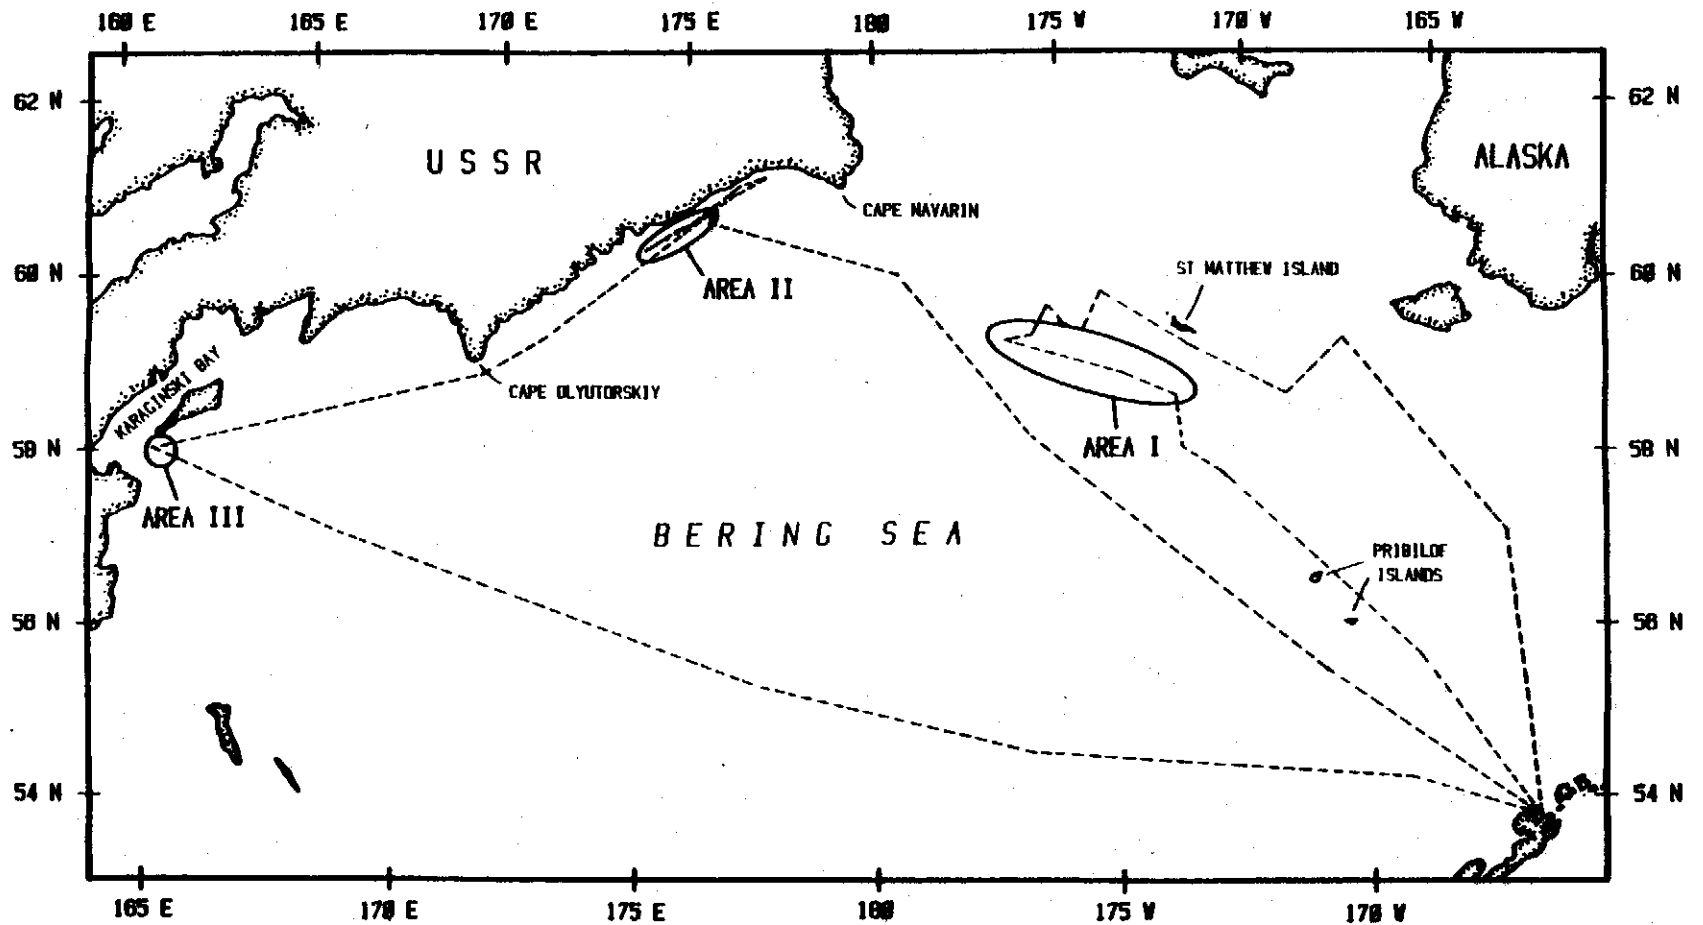 160 E 165 E 170 E 175 E 180 175 W 170 W 165 W
62 N 62 N
USSR
ALASKA
CAPE NAVARIN
60 N 60 N
ST MATTHEW ISLAND
AREA II
KARAGINSKI BAY
CAPE OLYUTORSKIY
58 N 58 N
AREA I
AREA III
BERING SEA
PRIBILOF
ISLANDS
56 N 56 N
54 N 54 N
165 E 170 E 175 E 180 175 W 170 W